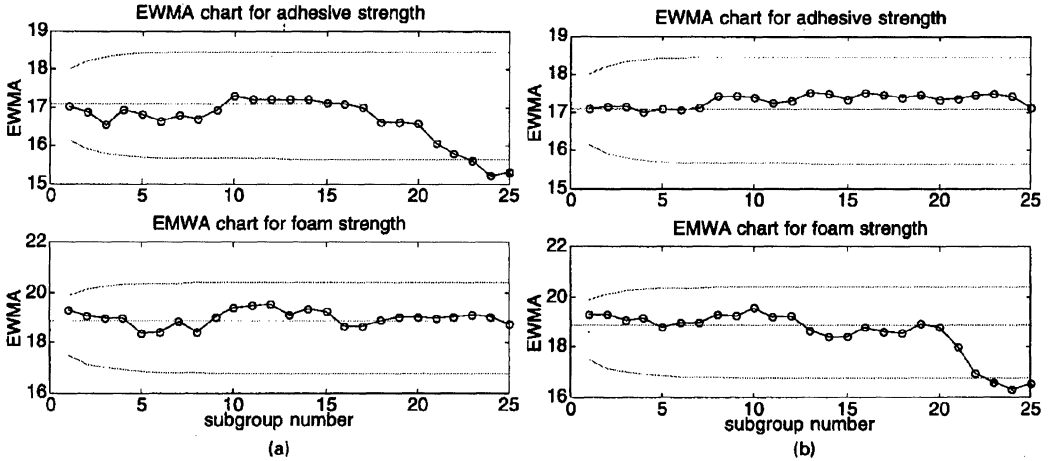 EWMA chart for adhesive strength
19
18
17
16
15
EWMA
0 5 10 15 20 25
EMWA chart for foam strength
22
20
18
16
EWMA
0 5 10 15 20 25
subgroup number
(a)
EWMA chart for adhesive strength
19
18
17
16
15
EWMA
0 5 10 15 20 25
EMWA chart for foam strength
22
20
18
16
EWMA
0 5 10 15 20 25
subgroup number
(b)